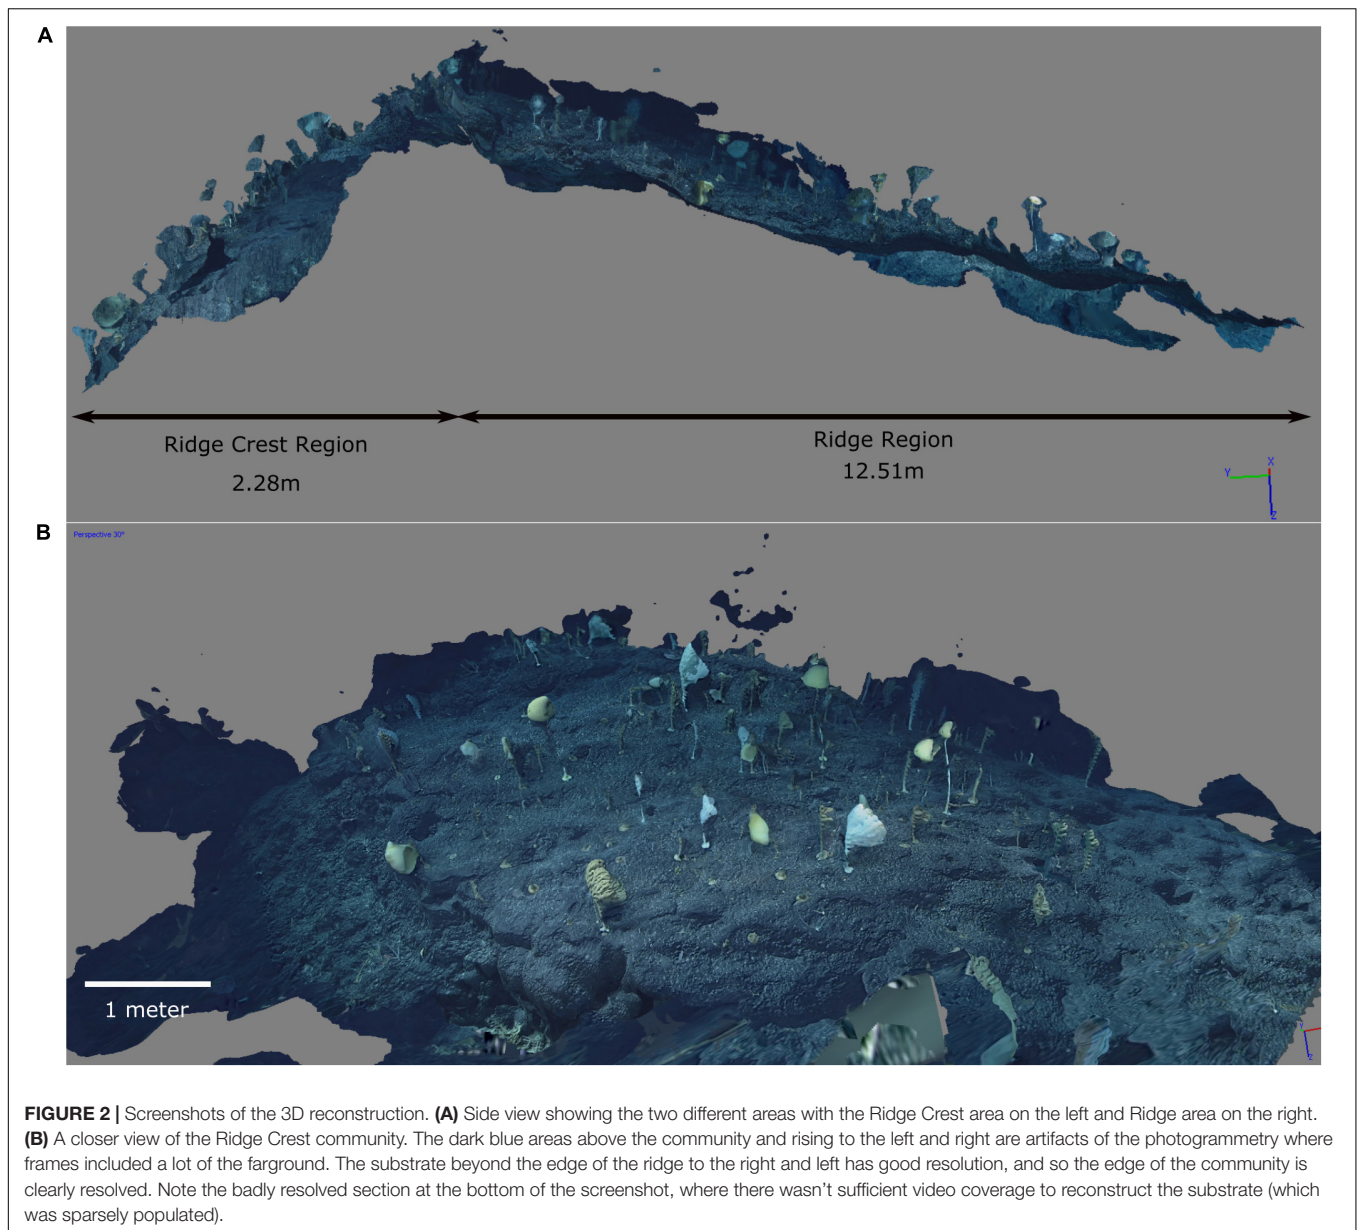 A
Ridge Crest Region
2.28m
Ridge Region
12.51m
Y
X
Z
B
Perspective 30°
1 meter
Z
FIGURE 2 | Screenshots of the 3D reconstruction. (A) Side view showing the two different areas with the Ridge Crest area on the left and Ridge area on the right.
(B) A closer view of the Ridge Crest community. The dark blue areas above the community and rising to the left and right are artifacts of the photogrammetry where
frames included a lot of the farground. The substrate beyond the edge of the ridge to the right and left has good resolution, and so the edge of the community is
clearly resolved. Note the badly resolved section at the bottom of the screenshot, where there wasn't sufficient video coverage to reconstruct the substrate (which
was sparsely populated).